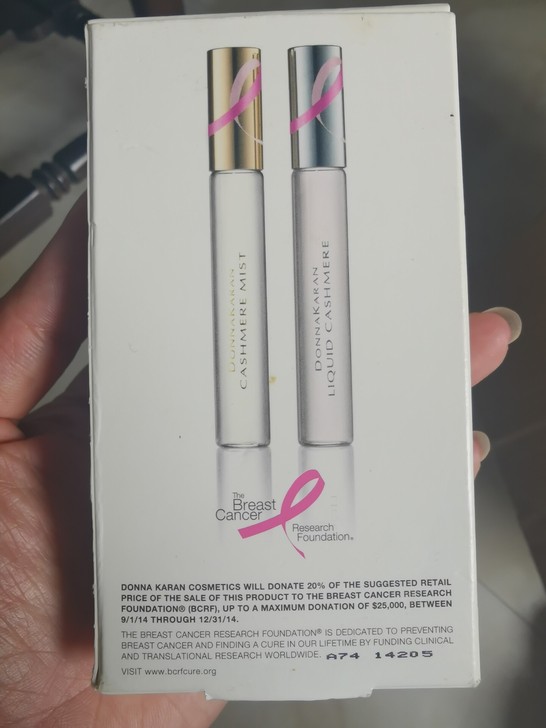 DONNAKARAN
CASHMERE MIST
DONNAKARAN
LIQUID CASHMERE
The
Breast
Cancer
Research
Foundation®
DONNA KARAN COSMETICS WILL DONATE 20% OF THE SUGGESTED RETAIL
PRICE OF THE SALE OF THIS PRODUCT TO THE BREAST CANCER RESEARCH
FOUNDATION® (BCRF), UP TO A MAXIMUM DONATION OF $25,000, BETWEEN
9/1/14 THROUGH 12/31/14.
THE BREAST CANCER RESEARCH FOUNDATION® IS DEDICATED TO PREVENTING
BREAST CANCER AND FINDING A CURE IN OUR LIFETIME BY FUNDING CLINICAL
AND TRANSLATIONAL RESEARCH WORLDWIDE. A74 14205
VISIT www.bcrfcure.org